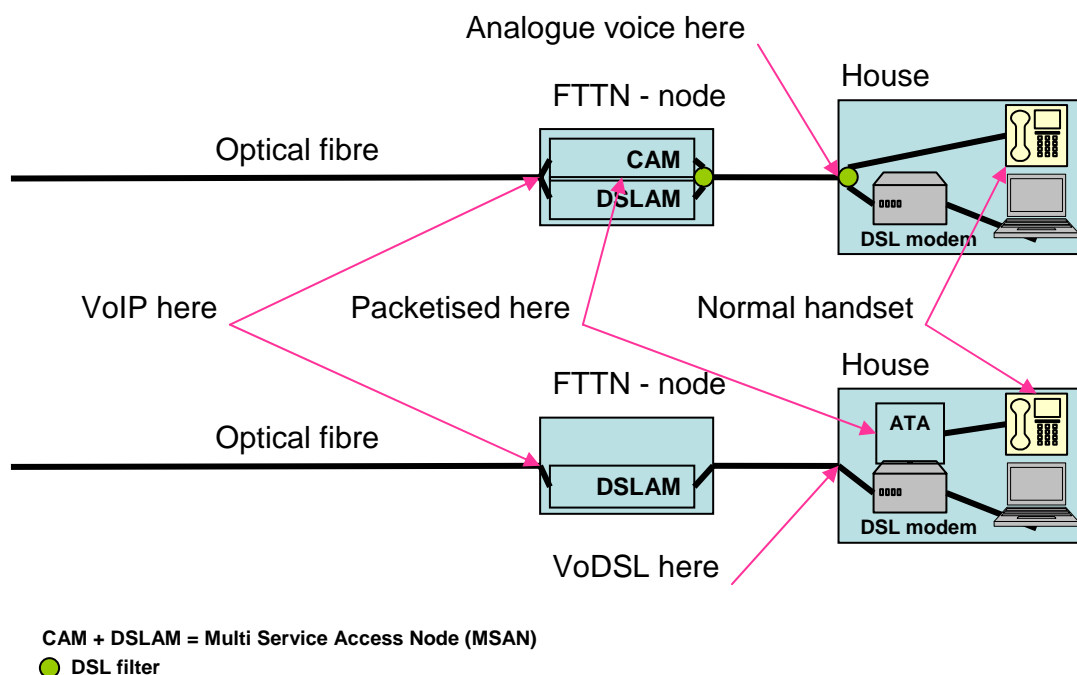 Analogue voice here
House
FTTN - node
Optical fibre
CAM
DSLAM
DSL modem
VoIP here
Packetised here
Normal handset
House
FTTN - node
Optical fibre
ATA
DSLAM
DSL modem
VoDSL here
CAM + DSLAM = Multi Service Access Node (MSAN)
DSL filter